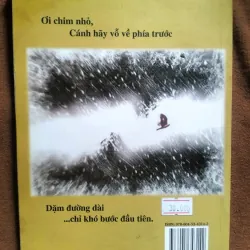 Ơi chim nhỏ,
Cánh hãy vỗ về phía trước
Dặm đường dài
...chỉ khó bước đầu tiên.